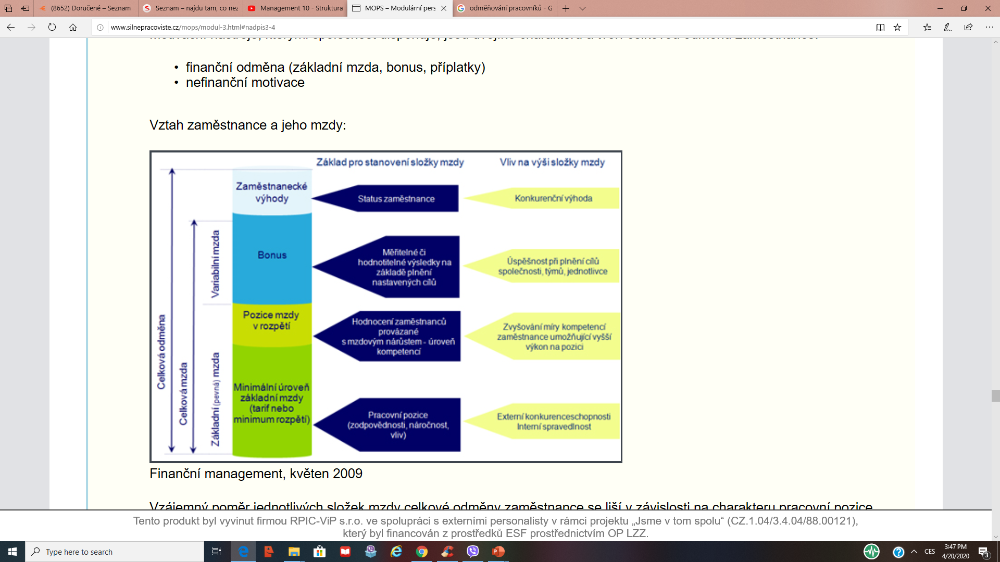 (8652) Doručené – Seznam
Seznam – najdu tam, co nez
Management 10 - Struktura
MOPS – Modulární pers
odměňování pracovníků - G
www.silnepracoviste.cz/mops/modul-3.html#nadpis3-4
• finanční odměna (základní mzda, bonus, příplatky)
• nefinanční motivace
Vztah zaměstnance a jeho mzdy:
Základ pro stanovení složky mzdy
Vliv na výši složky mzdy
Celková odměna
Celková mzda
Variabilní mzda
Základní (pevná) mzda
Zaměstnanecké
výhody
Status zaměstnance
Konkurenční výhoda
Bonus
Měřitelné či
hodnotitelné výsledky na
základě plnění
nastavených cílů
Úspěšnost při plnění cílů
společnosti, týmů, jednotlivce
Pozice mzdy
v rozpětí
Hodnocení zaměstnanců
provázané
s mzdovým nárůstem - úroveň
kompetencí
Zvyšování míry kompetencí
zaměstnance umožňující vyšší
výkon na pozici
Minimální úroveň
základní mzdy
(tarif nebo
minimum rozpětí)
Pracovní pozice
(zodpovědnosti, náročnost,
vliv)
Externí konkurenceschopnosti
Interní spravedlnost
Finanční management, květen 2009
Vzájemný poměr jednotlivých složek mzdy celkové odměny zaměstnance se liší v závislosti na charakteru pracovní pozice
Tento produkt byl vyvinut firmou RPIC-ViP s.r.o. ve spolupráci s externími personalisty v rámci projektu „Jsme v tom spolu“ (CZ.1.04/3.4.04/88.00121),
který byl financován z prostředků ESF prostřednictvím OP LZZ.
Type here to search
CES
3:47 PM
4/20/2020
3